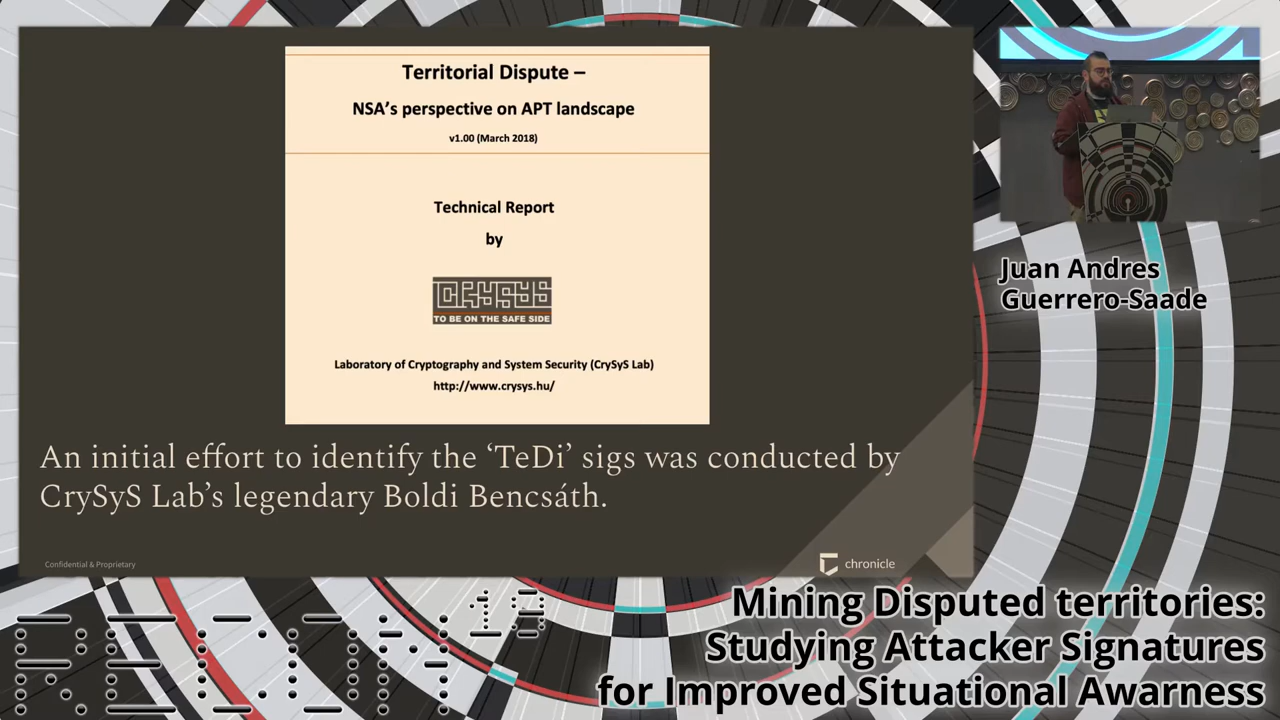 Territorial Dispute –
NSA's perspective on APT landscape
v1.00 (March 2018)
Technical Report
by
CRYSYS
TO BE ON THE SAFE SIDE
Laboratory of Cryptography and System Security (CrySyS Lab)
http://www.crysys.hu/
An initial effort to identify the ‘TeDi’ sigs was conducted by
CrySyS Lab’s legendary Boldi Bencsáth.
Confidential & Proprietary
chronicle
Juan Andres
Guerrero-Saade
RECON 18
Mining Disputed territories:
Studying Attacker Signatures
for Improved Situational Awarness